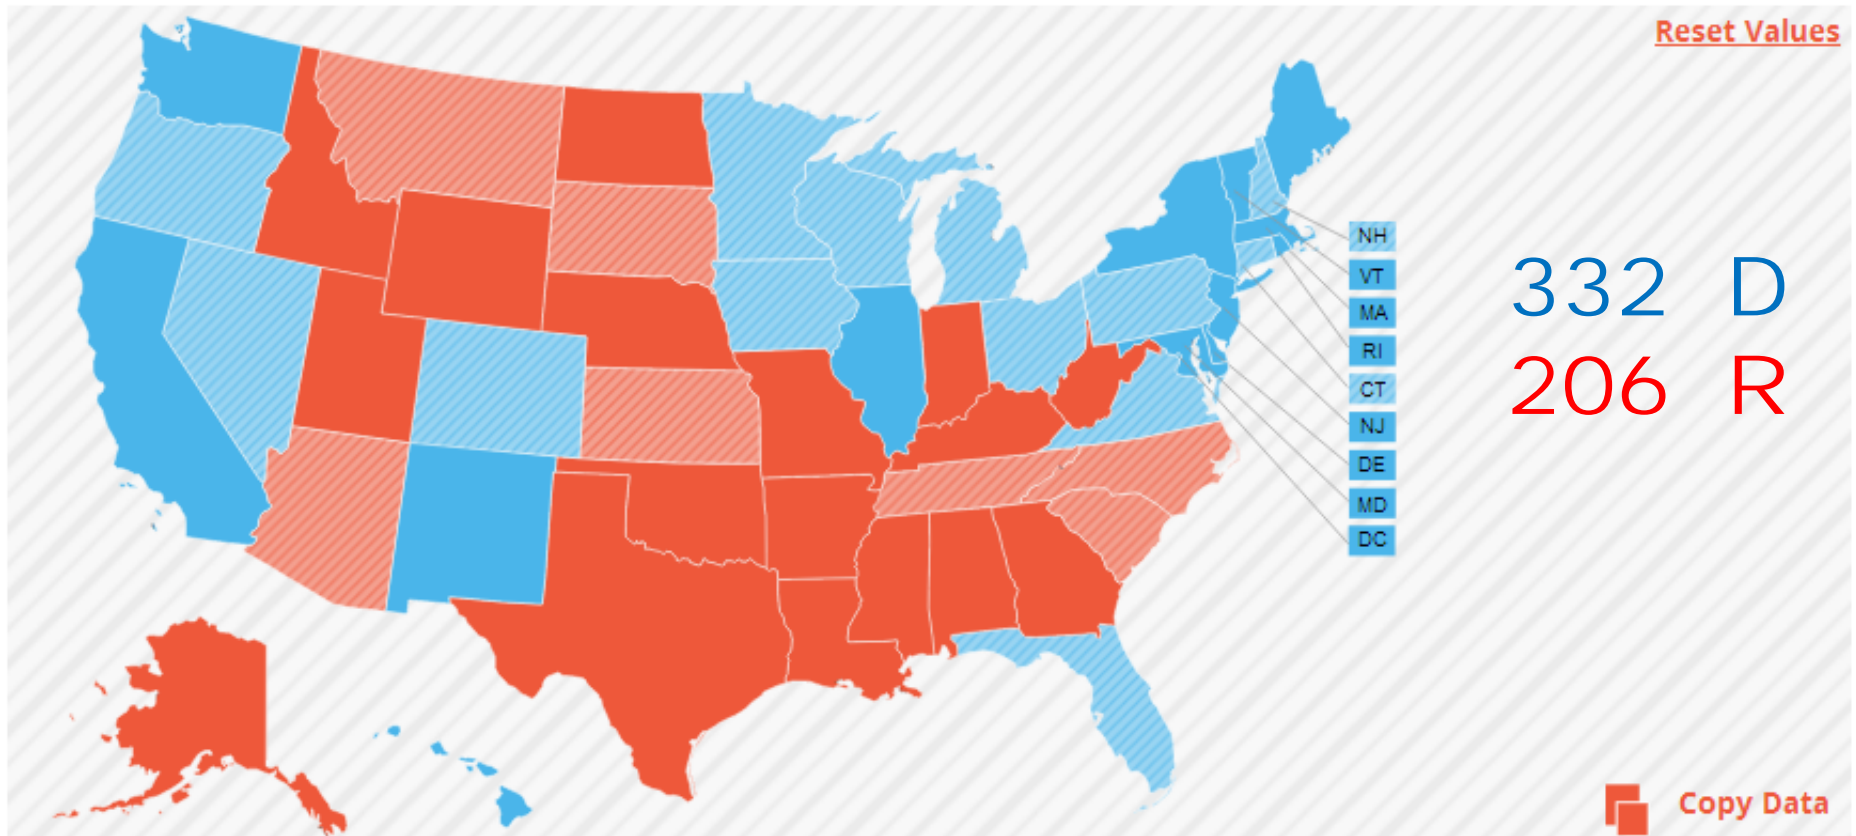 Reset Values
NH
VT
MA
RI
CT
NJ
DE
MD
DC
332 D
206 R
Copy Data